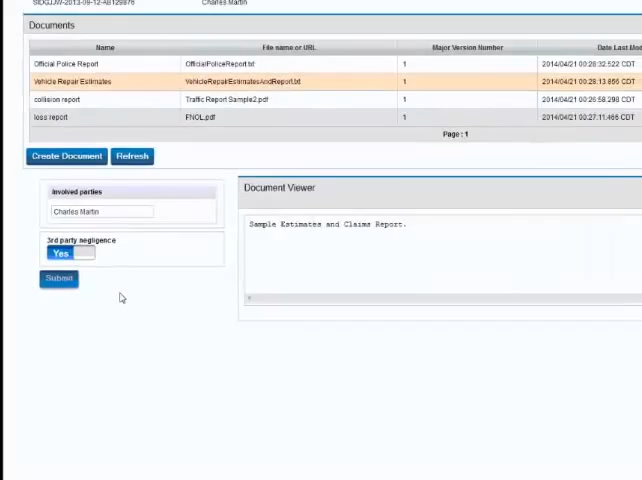 Charles Martin
Documents
Name File name or URL Major Version Number Date Last Mod
Official Police Report OfficialPoliceReport.txt 1 2014/04/21 00:28:32.522 CDT
Vehicle Repair Estimates VehicleRepairEstimatesAndReport.txt 1 2014/04/21 00:28:13.856 CDT
collision report Traffic Report Sample2.pdf 1 2014/04/21 00:26:58.298 CDT
loss report FNOL.pdf 1 2014/04/21 00:27:11.466 CDT
Page: 1
Create Document Refresh
Involved parties
Charles Martin
3rd party negligence
Yes
Submit
Document Viewer
Sample Estimates and Claims Report.